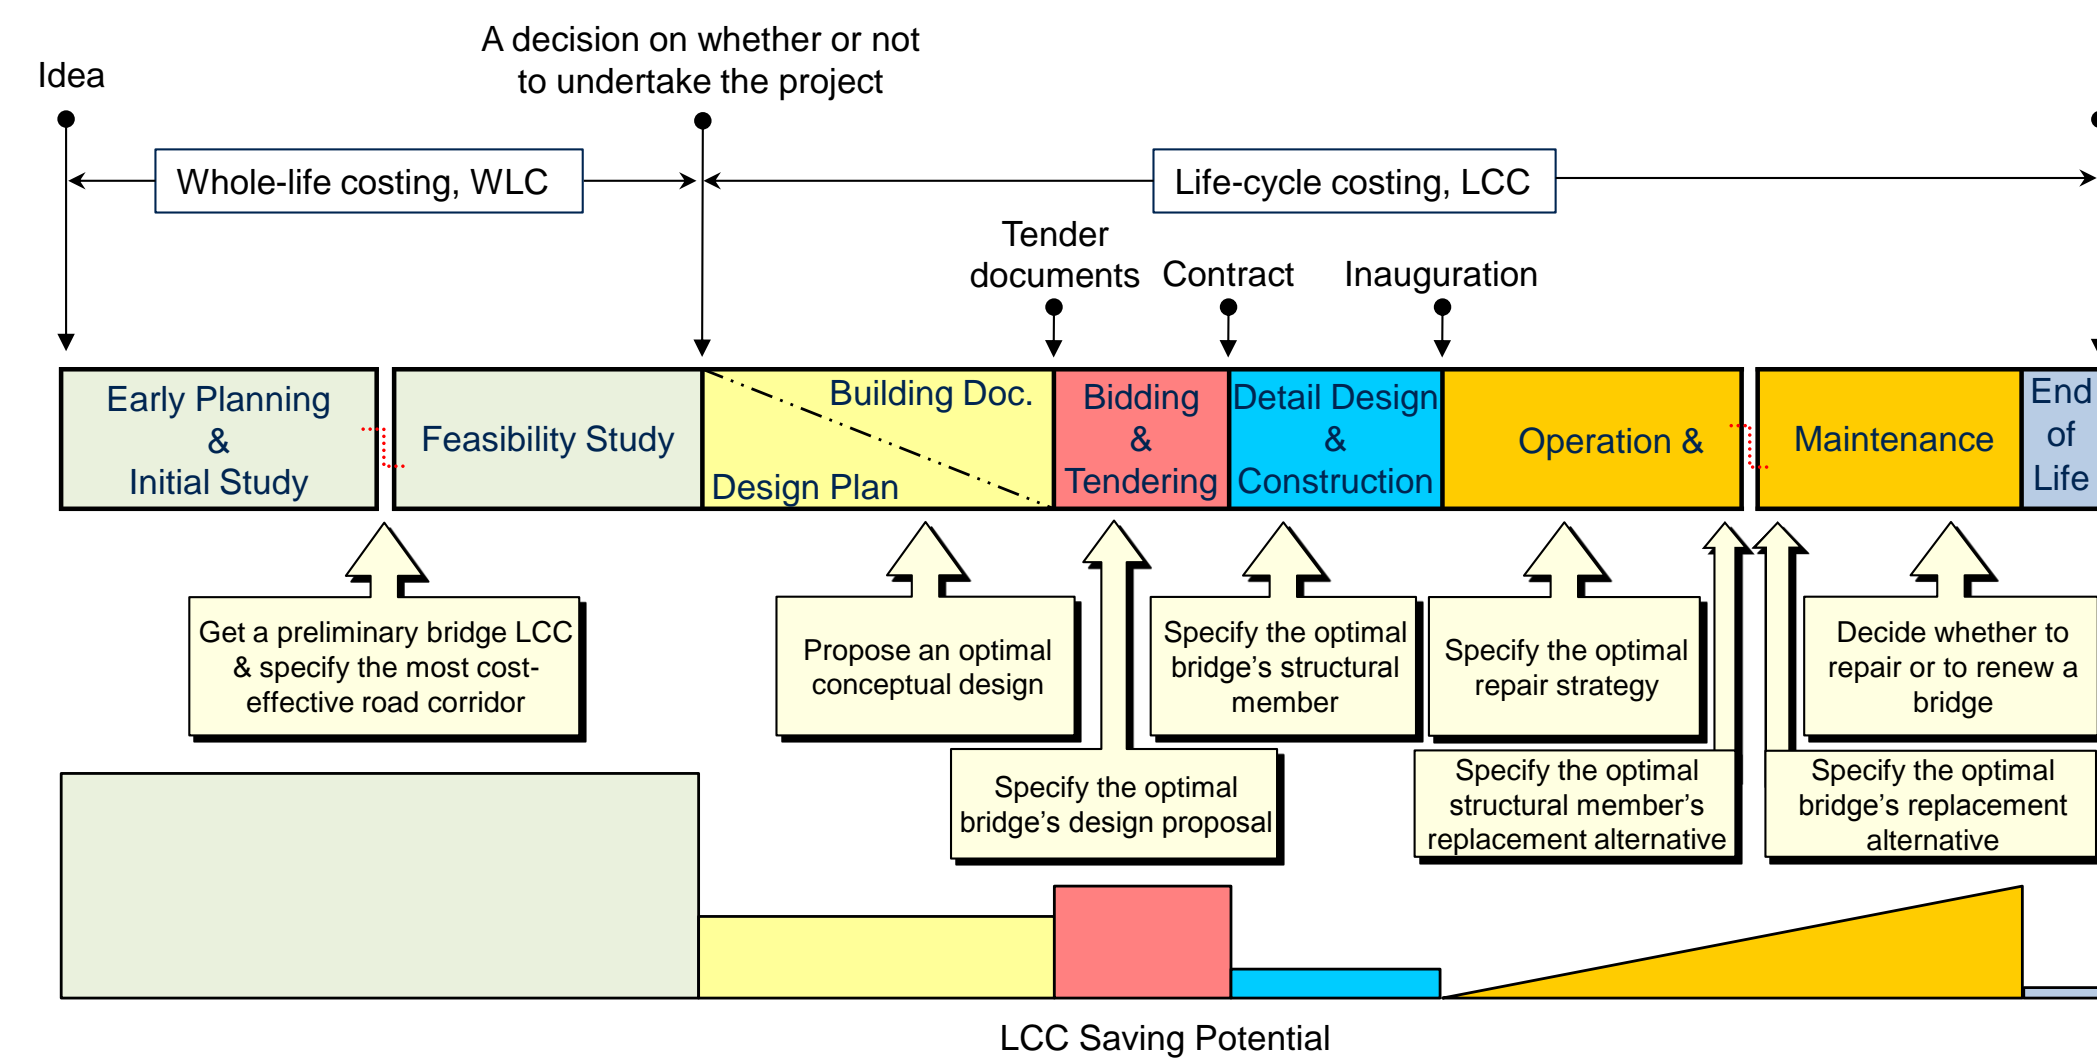 A decision on whether or not
to undertake the project
Idea
Whole-life costing, WLC
Life-cycle costing, LCC
Tender
documents
Contract
Inauguration
Early Planning
&
Initial Study
Feasibility Study
Building Doc.
Design Plan
Bidding
&
Tendering
Detail Design
&
Construction
Operation &
Maintenance
End
of
Life
Get a preliminary bridge LCC
& specify the most cost-
effective road corridor
Propose an optimal
conceptual design
Specify the optimal
bridge's design proposal
Specify the optimal
bridge's structural
member
Specify the optimal
repair strategy
Specify the optimal
structural member's
replacement alternative
Decide whether to
repair or to renew a
bridge
Specify the optimal
bridge's replacement
alternative
LCC Saving Potential